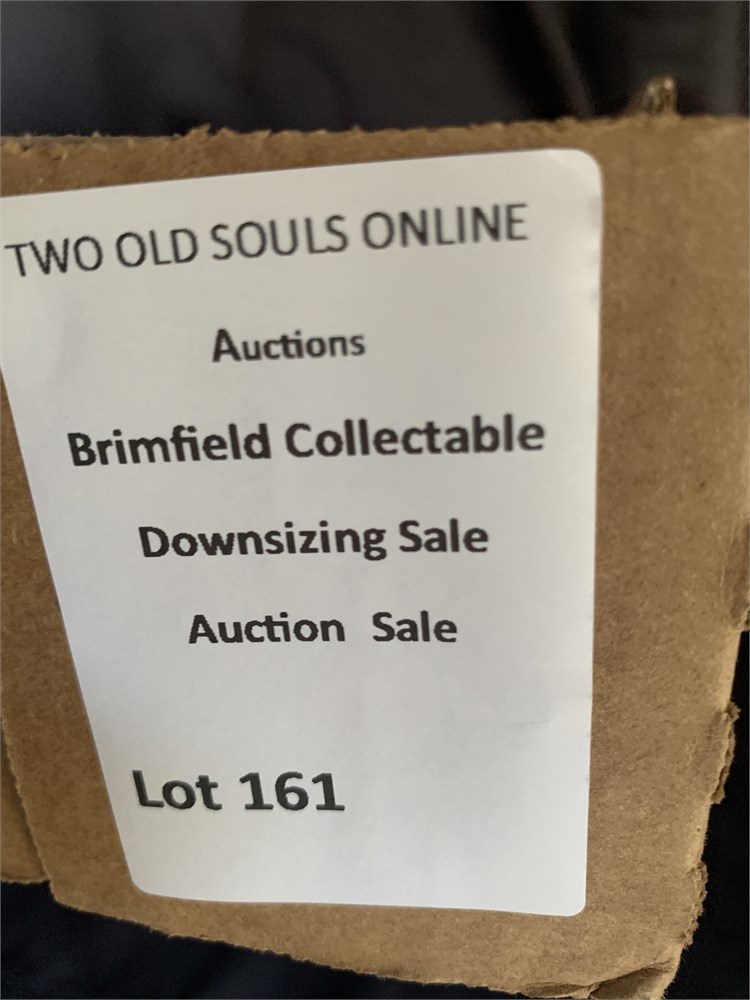 TWO OLD SOULS ONLINE
Auctions
Brimfield Collectable
Downsizing Sale
Auction Sale
Lot 161